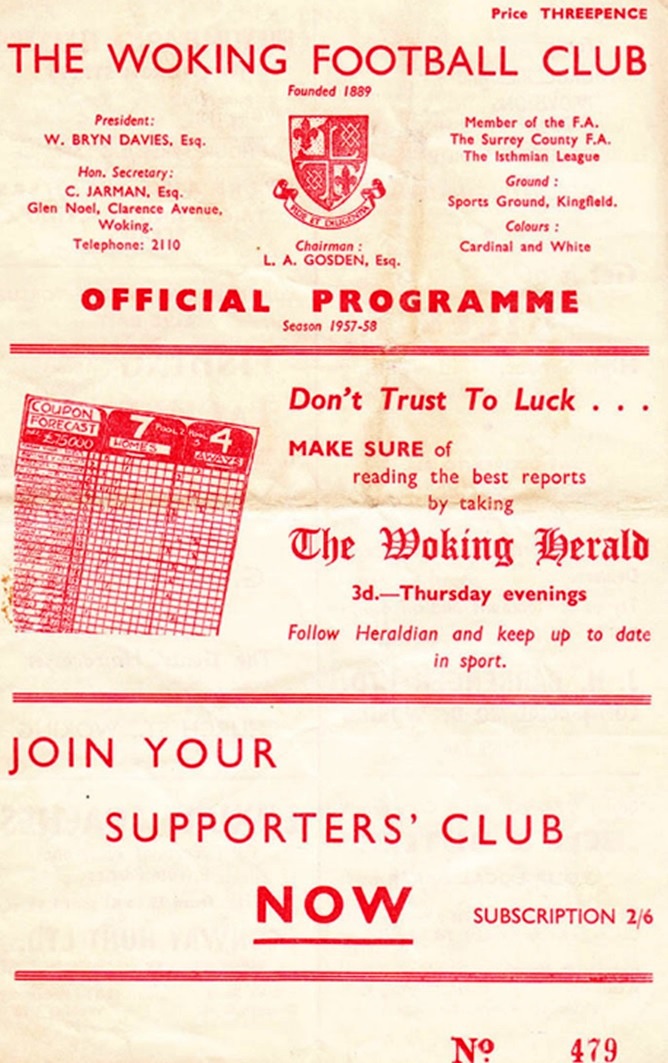 Price THREEPENCE
THE WOKING FOOTBALL CLUB
Founded 1889
President:
W. BRYN DAVIES, Esq.
Hon. Secretary:
C. JARMAN, Esq.
Glen Noel, Clarence Avenue,
Woking.
Telephone: 2110
FIDE ET DILIGENTIA
Chairman :
L. A. GOSDEN, Esq.
Member of the F.A.
The Surrey County F.A.
The Isthmian League
Ground :
Sports Ground, Kingfield.
Colours :
Cardinal and White
OFFICIAL PROGRAMME
Season 1957-58
COUPON
FORECAST
£75000
7
HOMES
4
AWAYS
Don't Trust To Luck . . .
MAKE SURE of
reading the best reports
by taking
The Woking Herald
3d.—Thursday evenings
Follow Heraldian and keep up to date
in sport.
JOIN YOUR
SUPPORTERS' CLUB
NOW
SUBSCRIPTION 2/6
Nº 479